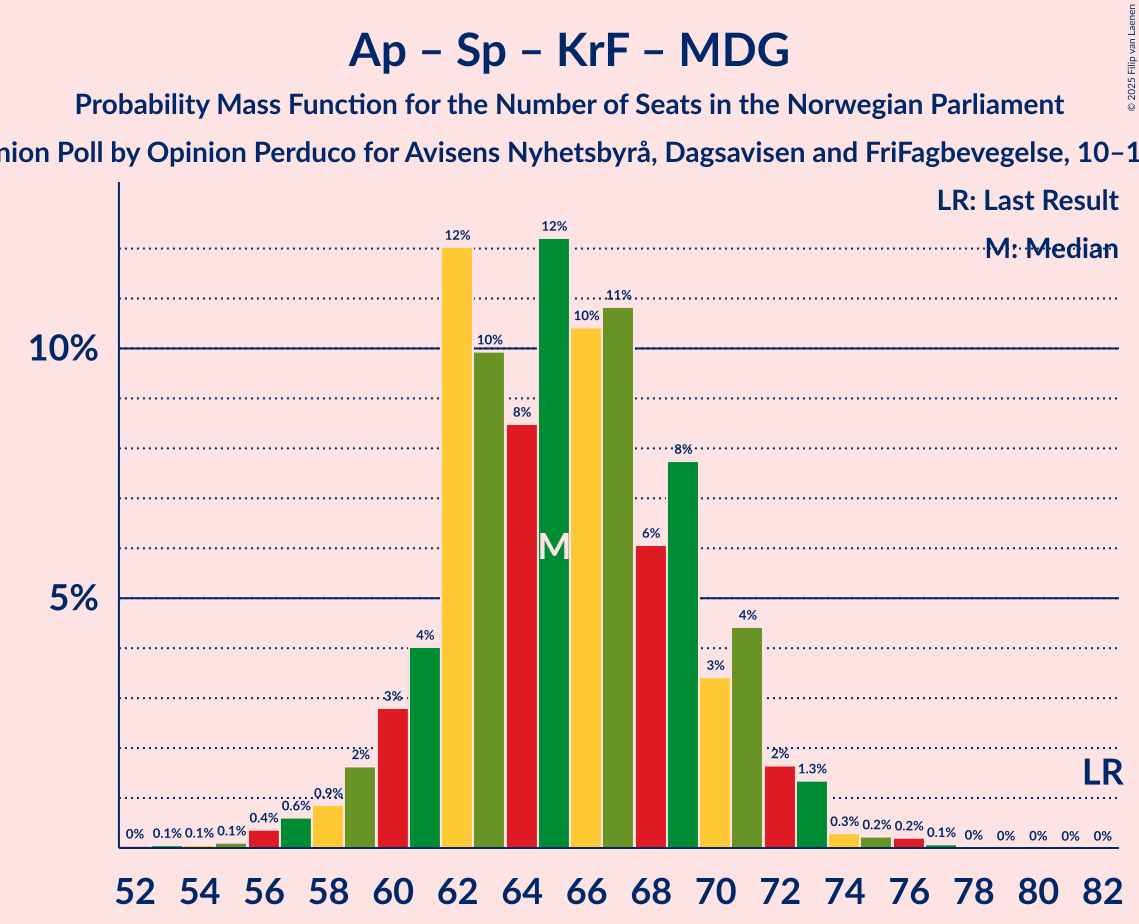 Ap – Sp – KrF – MDG
Probability Mass Function for the Number of Seats in the Norwegian Parliament
nion Poll by Opinion Perduco for Avisens Nyhetsbyrå, Dagsavisen and FriFagbevegelse, 10–1
© 2025 Filip van Laenen
LR: Last Result
M: Median
10%
5%
0% 0.1% 0.1% 0.1% 0.4% 0.6% 0.9% 2% 3% 4% 12% 10% 8% 12% 10% 11% 6% 8% 3% 4% 2% 1.3% 0.3% 0.2% 0.2% 0.1% 0% 0% 0% 0% 0%
M
LR
52 54 56 58 60 62 64 66 68 70 72 74 76 78 80 82